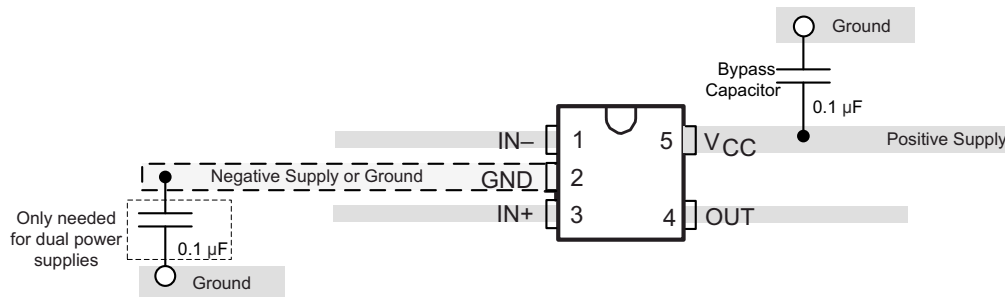 Ground
Bypass
Capacitor
0.1 µF
IN– 1 5 VCC Positive Supply
Negative Supply or Ground GND 2
IN+ 3 4 OUT
Only needed
for dual power
supplies
0.1 µF
Ground